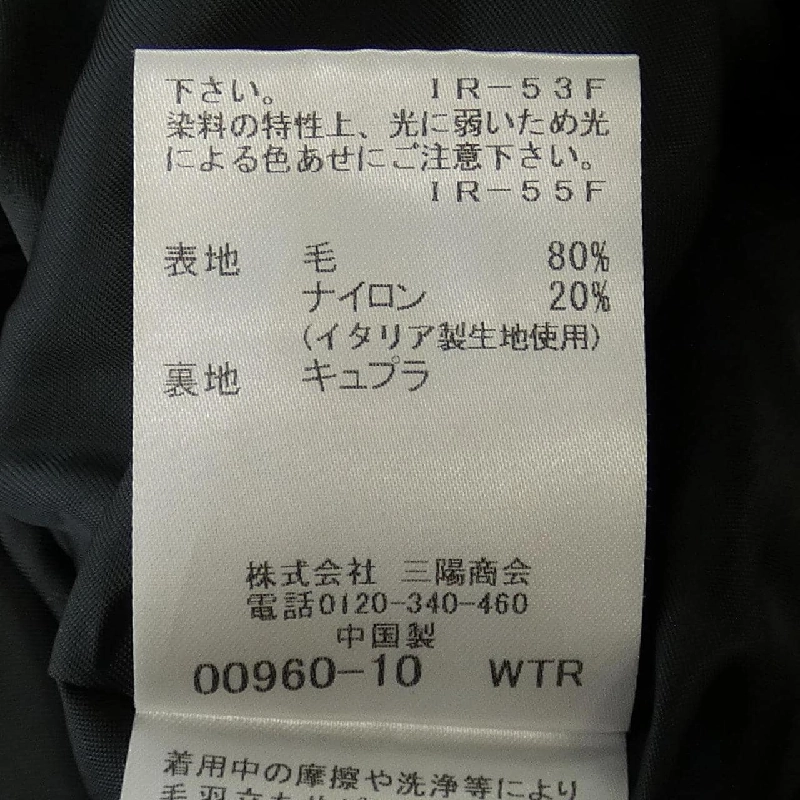 下さい。 IR-53F
染料の特性上、光に弱いため光
による色あせにご注意下さい。
IR-55F
表地 毛 80%
ナイロン 20%
(イタリア製生地使用)
裏地 キュプラ
株式会社 三陽商会
電話0120-340-460
中国製
00960-10 WTR
着用中の摩擦や洗浄等により